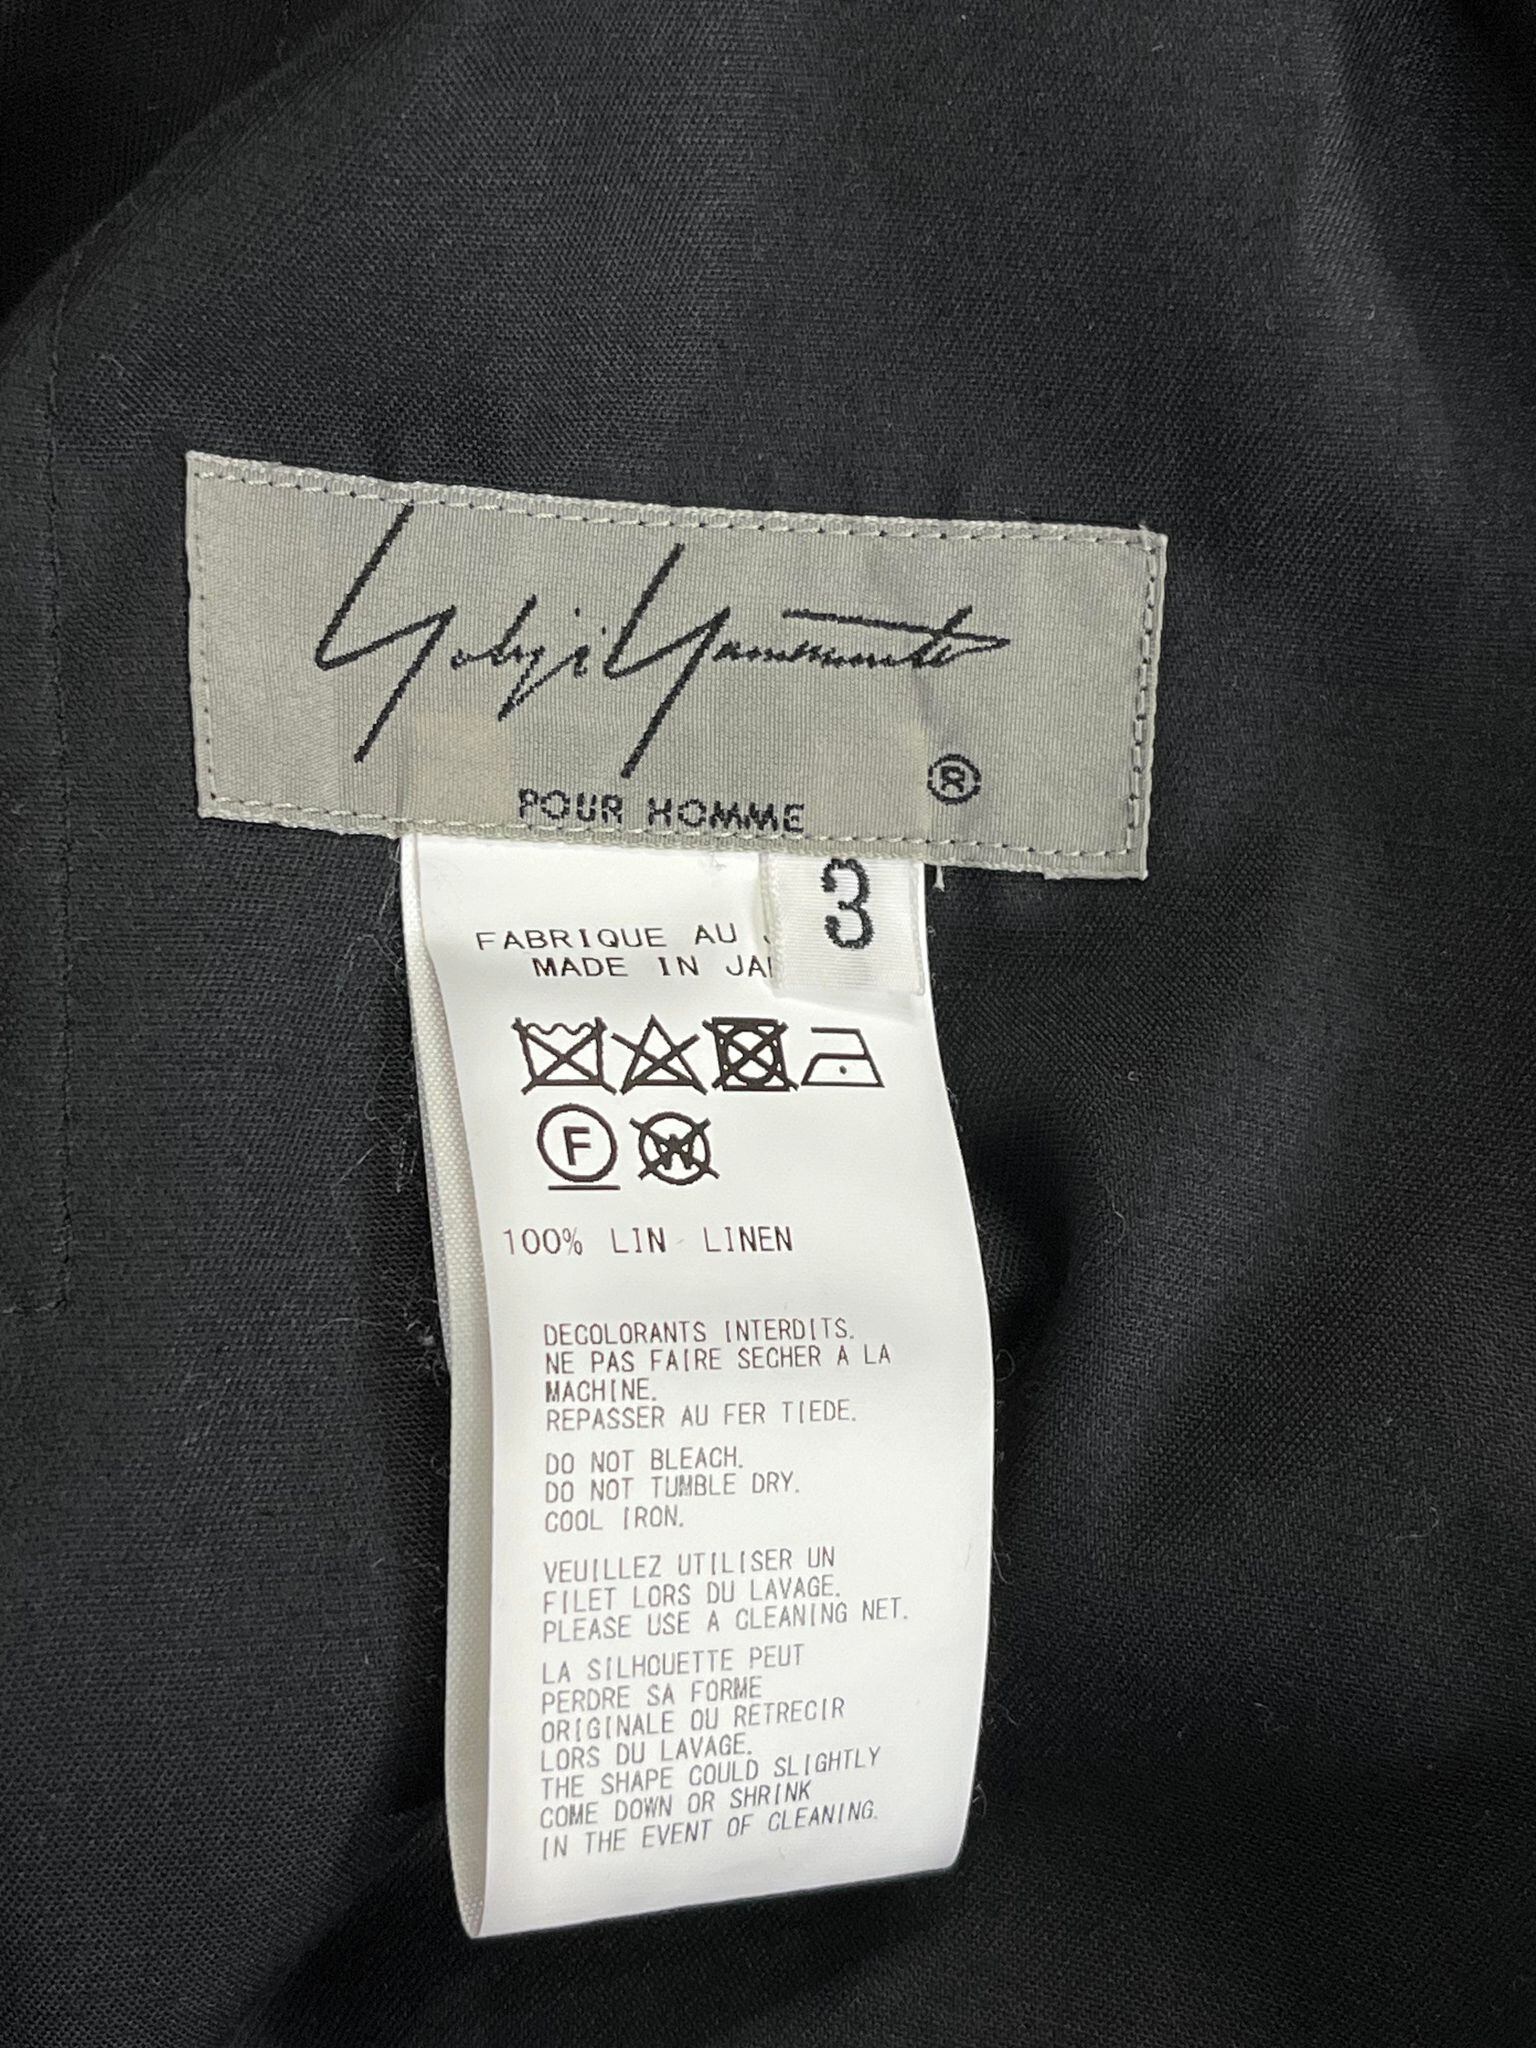 Yohji Yamamoto
POUR HOMME ®
3
FABRIQUE AU
MADE IN
F
W
100% LIN LINEN
DECOLORANTS INTERDITS.
NE PAS FAIRE SECHER A LA
MACHINE.
REPASSER AU FER TIEDE.
DO NOT BLEACH.
DO NOT TUMBLE DRY.
COOL IRON.
VEUILLEZ UTILISER UN
FILET LORS DU LAVAGE.
PLEASE USE A CLEANING NET.
LA SILHOUETTE PEUT
PERDRE SA FORME
ORIGINALE OU RETRECIR
LORS DU LAVAGE.
THE SHAPE COULD SLIGHTLY
COME DOWN OR SHRINK
IN THE EVENT OF CLEANING.